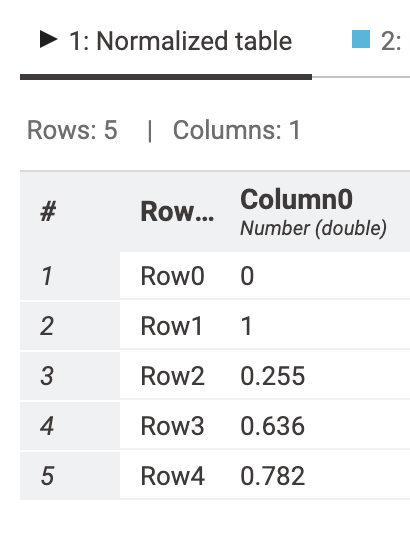 1: Normalized table 2:
Rows: 5 | Columns: 1
# Row... Column0
Number (double)
1 Row0 0
2 Row1 1
3 Row2 0.255
4 Row3 0.636
5 Row4 0.782